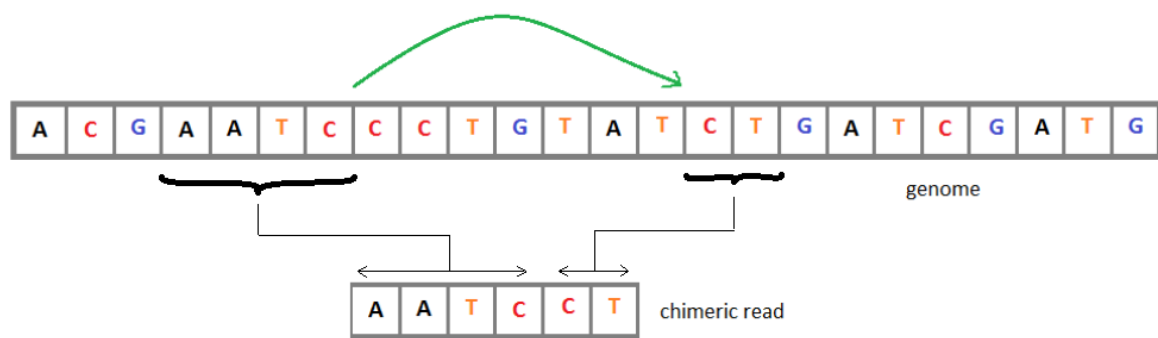 A C G A A T C C C T G T A T C T G A T C G A T G
genome
A A T C C T chimeric read